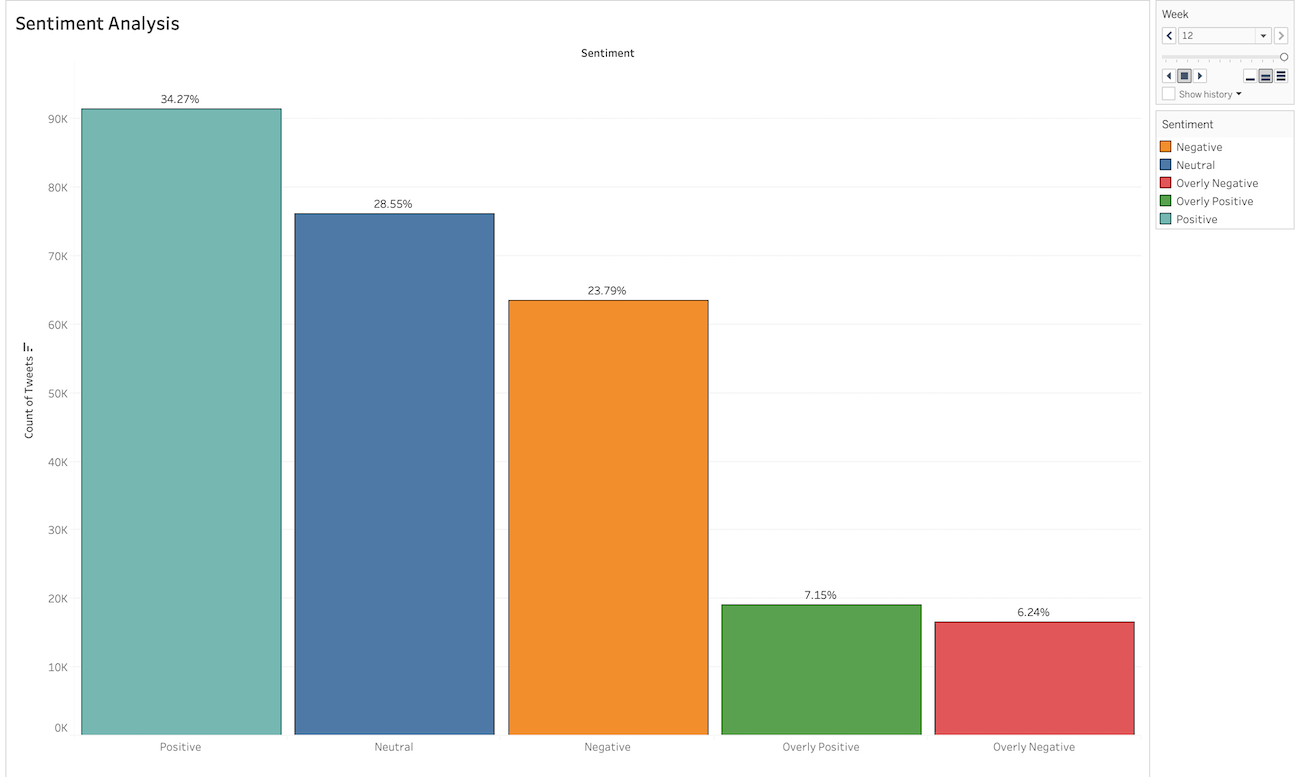 Sentiment Analysis
Sentiment
34.27%
28.55%
23.79%
7.15%
6.24%
90K
80K
70K
60K
50K
40K
30K
20K
10K
0K
Count of Tweets
Positive
Neutral
Negative
Overly Positive
Overly Negative
Week
12
Show history
Sentiment
Negative
Neutral
Overly Negative
Overly Positive
Positive